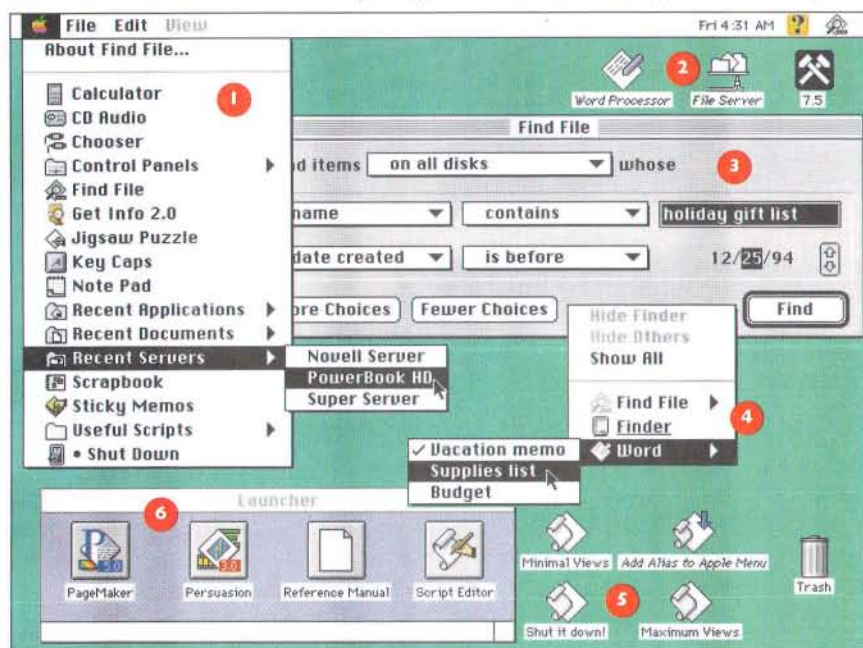 File Edit View
Fri 4:31 AM
About Find File...
Calculator
CD Audio
Chooser
Control Panels
Find File
Get Info 2.0
Jigsaw Puzzle
Key Caps
Note Pad
Recent Applications
Recent Documents
Recent Servers
Scrapbook
Sticky Memos
Useful Scripts
• Shut Down
1
Novell Server
PowerBook HD
Super Server
Word Processor
2
File Server
7.5
Find File
d items on all disks whose
3
name contains holiday gift list
date created is before 12/25/94
ore Choices Fewer Choices Find
Hide Finder
Hide Others
Show All
Find File
Finder
Word
4
✓ Vacation memo
Supplies list
Budget
Launcher
6
PageMaker Persuasion Reference Manual Script Editor
5.0
3.0
Minimal Views Add Alias to Apple Menu
Shut it down! 5 Maximum Views
Trash